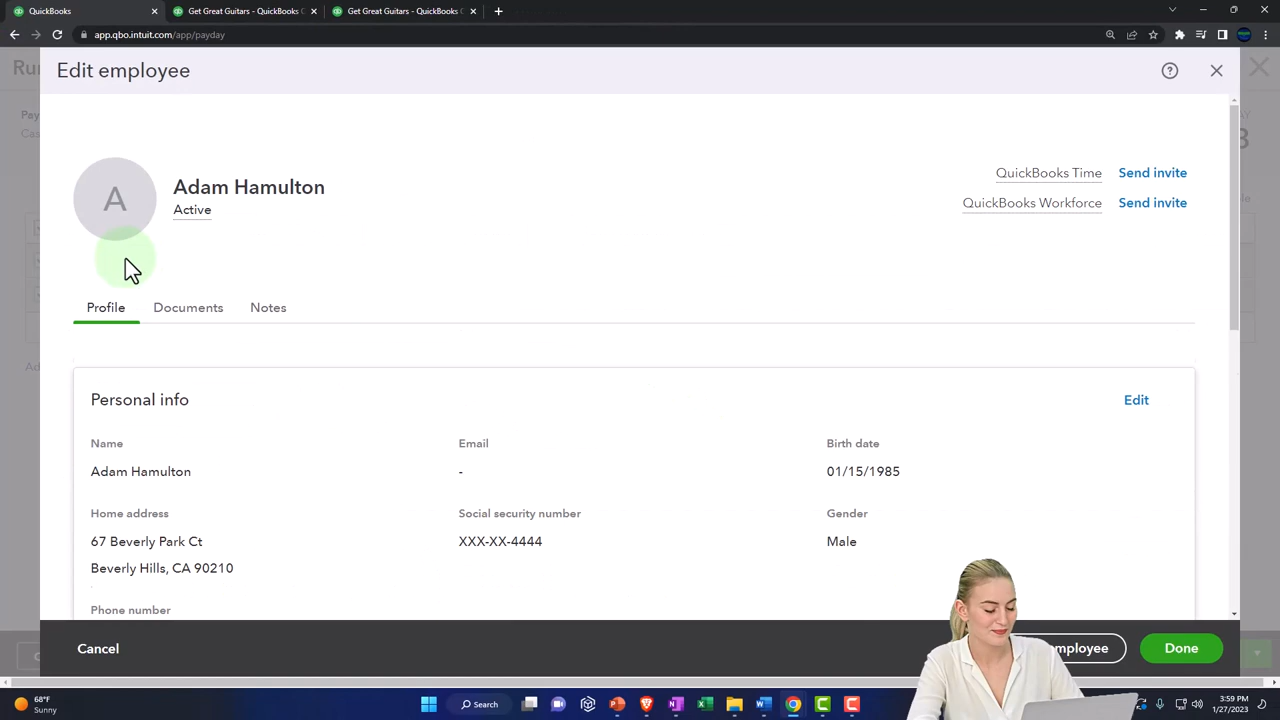 QuickBooks
Get Great Guitars - QuickBooks C
Get Great Guitars - QuickBooks C
app.qbo.intuit.com/app/payday
Edit employee
A
Adam Hamulton
Active
QuickBooks Time Send invite
QuickBooks Workforce Send invite
Profile Documents Notes
Personal info Edit
Name Email Birth date
Adam Hamulton - 01/15/1985
Home address Social security number Gender
67 Beverly Park Ct XXX-XX-4444 Male
Beverly Hills, CA 90210
Phone number
Cancel employee Done
68°F
Sunny
Search
3:59 PM
1/27/2023